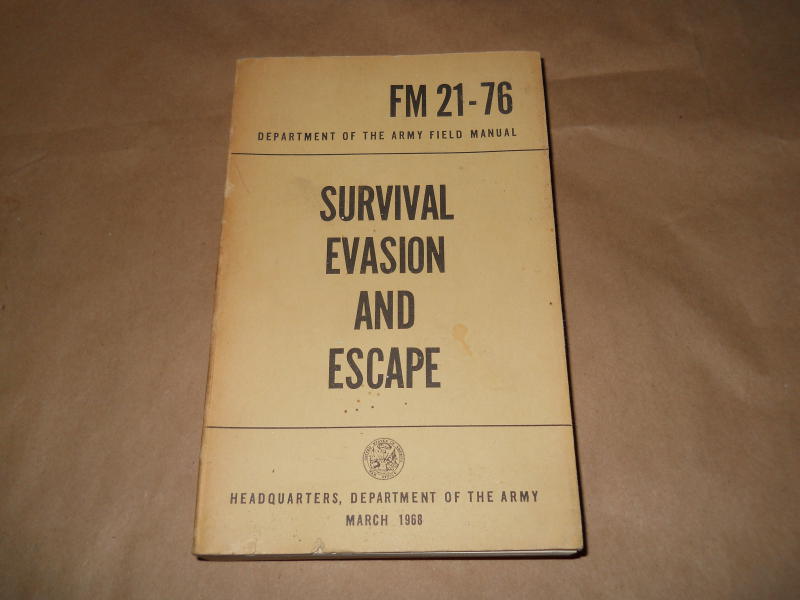 FM 21-76
DEPARTMENT OF THE ARMY FIELD MANUAL
SURVIVAL
EVASION
AND
ESCAPE
HEADQUARTERS, DEPARTMENT OF THE ARMY
MARCH 1968